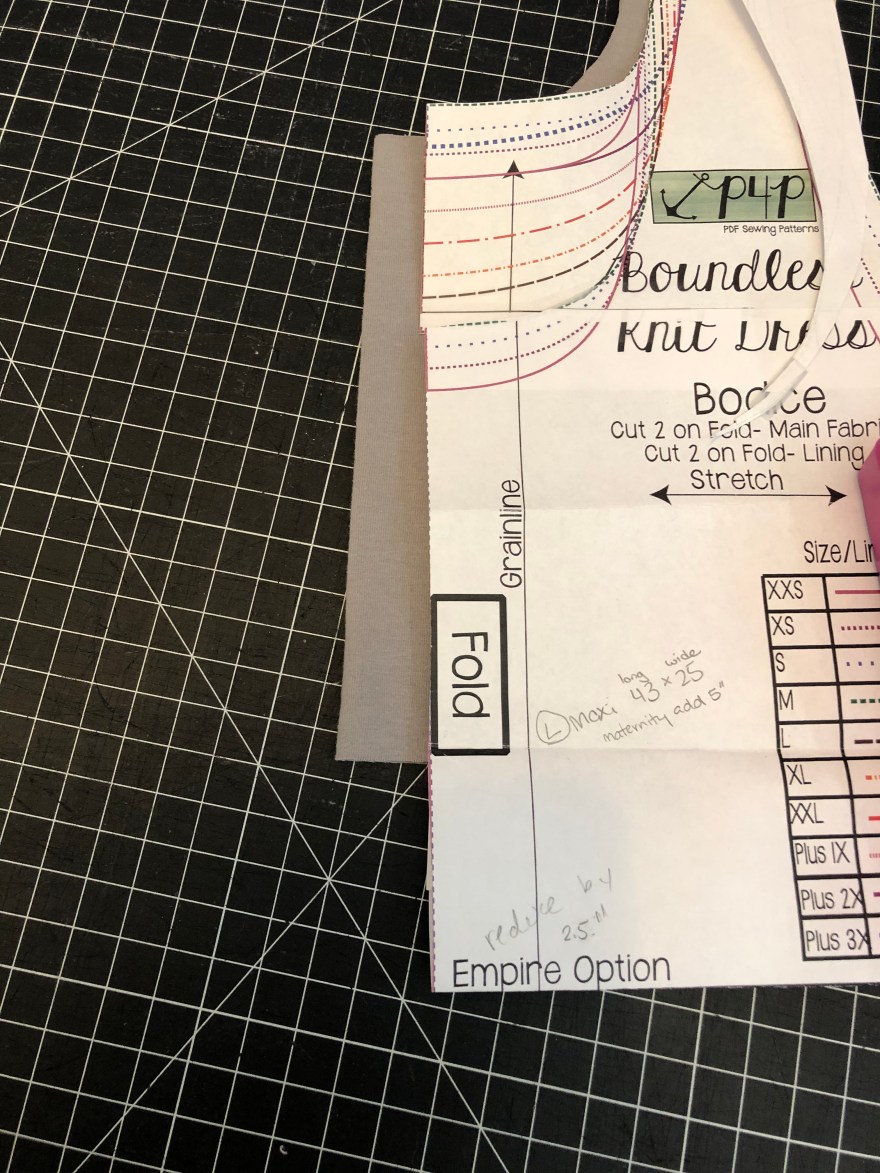 P4P
PDF Sewing Patterns
Boundles
Knit Dress
Bodice
Cut 2 on Fold- Main Fabri
Cut 2 on Fold- Lining
Stretch
Grainline
Size/Lin
XXS
XS
S
M
L
XL
XXL
Plus 1X
Plus 2X
Plus 3X
Fold
long wide
L maxi 43 x 25
maternity add 5"
reduce by
2.5"
Empire Option